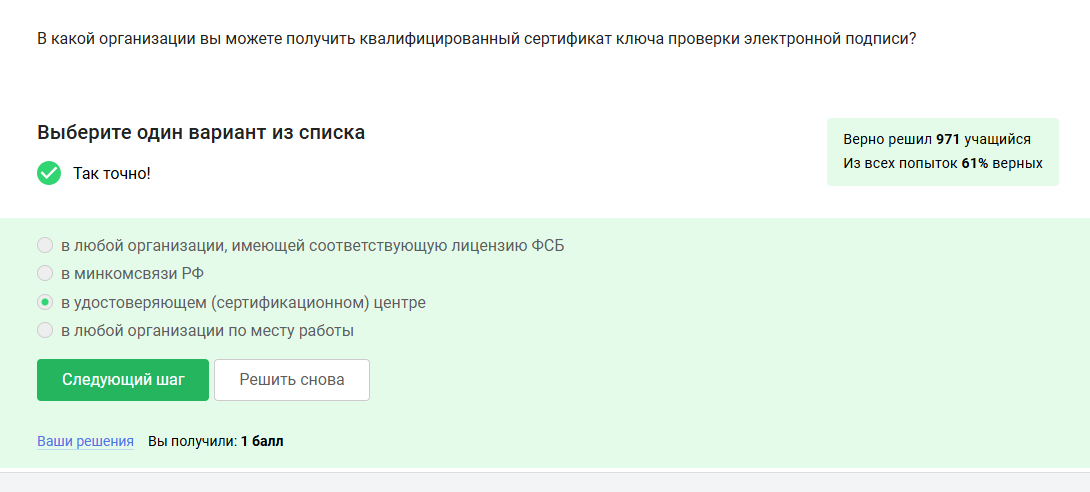 В какой организации вы можете получить квалифицированный сертификат ключа проверки электронной подписи?
Выберите один вариант из списка
Так точно!
Верно решил 971 учащийся
Из всех попыток 61% верных
в любой организации, имеющей соответствующую лицензию ФСБ
в минкомсвязи РФ
в удостоверяющем (сертификационном) центре
в любой организации по месту работы
Следующий шаг
Решить снова
Ваши решения Вы получили: 1 балл